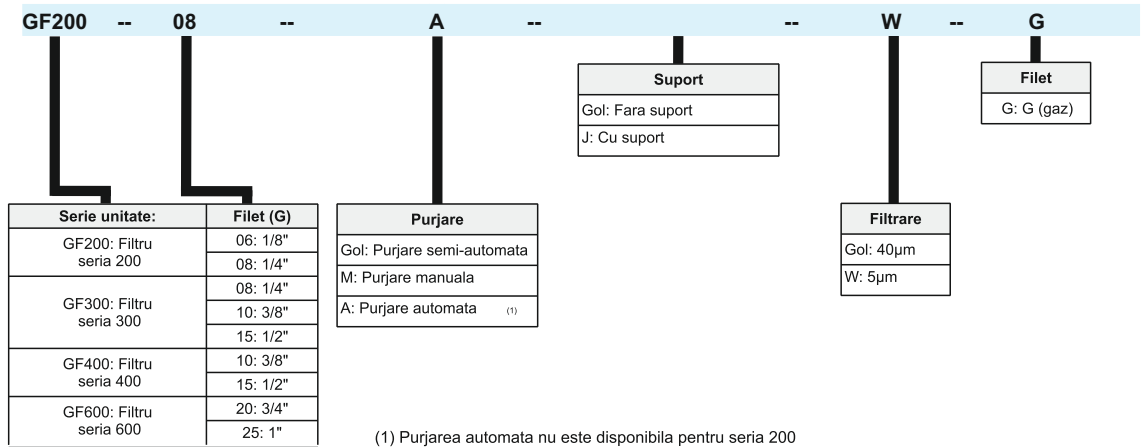 GF200 -- 08 -- A -- -- W -- G
Suport
Gol: Fara suport
J: Cu suport
Filet
G: G (gaz)
Serie unitate: Filet (G)
GF200: Filtru
seria 200
06: 1/8"
08: 1/4"
GF300: Filtru
seria 300
08: 1/4"
10: 3/8"
15: 1/2"
GF400: Filtru
seria 400
10: 3/8"
15: 1/2"
GF600: Filtru
seria 600
20: 3/4"
25: 1"
Purjare
Gol: Purjare semi-automata
M: Purjare manuala
A: Purjare automata (1)
Filtrare
Gol: 40µm
W: 5µm
(1) Purjarea automata nu este disponibila pentru seria 200